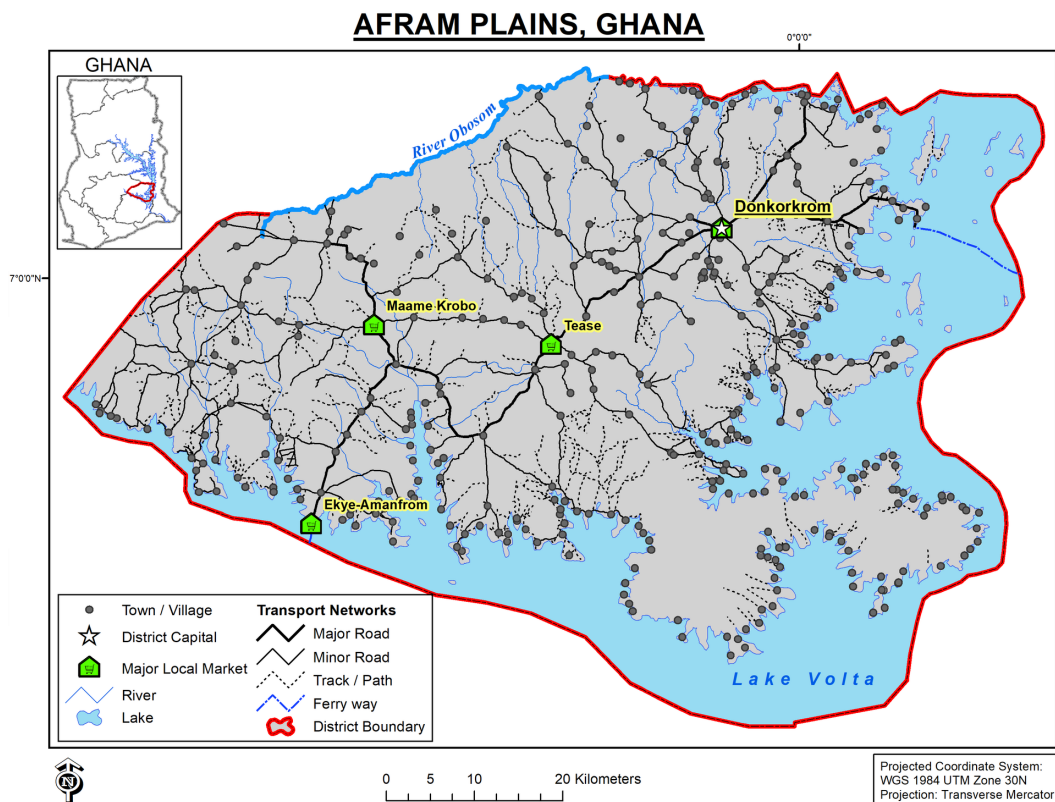 AFRAM PLAINS, GHANA
0°0'0"
GHANA
River Obosom
Donkorkrom
7°0'0"N
Maame Krobo
Tease
Ekye-Amanfrom
Lake Volta
Town / Village
District Capital
Major Local Market
River
Lake
Transport Networks
Major Road
Minor Road
Track / Path
Ferry way
District Boundary
N
0 5 10 20 Kilometers
Projected Coordinate System:
WGS 1984 UTM Zone 30N
Projection: Transverse Mercator